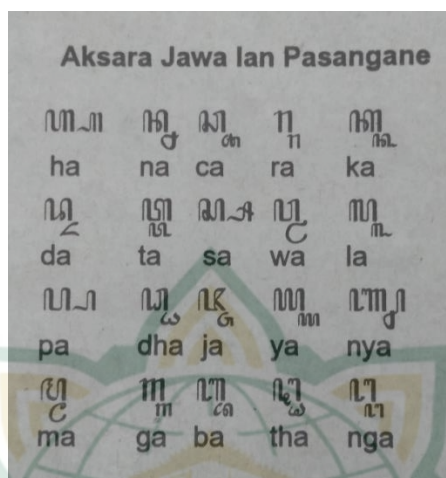 Aksara Jawa lan Pasangane
ꦲ꧀ꦲ ꦤ꧀ꦤ ꦕ꧀ꦕ ꦫ꧀ꦫ ꦏ꧀ꦏ
ha na ca ra ka
ꦢ꧀ꦢ ꦠ꧀ꦠ ꦱ꧀ꦱ ꦮ꧀ꦮ ꦭ꧀ꦭ
da ta sa wa la
ꦥ꧀ꦥ ꦝ꧀ꦝ ꦗ꧀ꦗ ꦪ꧀ꦪ ꦚ꧀ꦚ
pa dha ja ya nya
ꦩ꧀ꦩ ꦒ꧀ꦒ ꦧ꧀ꦧ ꦛ꧀ꦛ ꦔ꧀ꦔ
ma ga ba tha nga